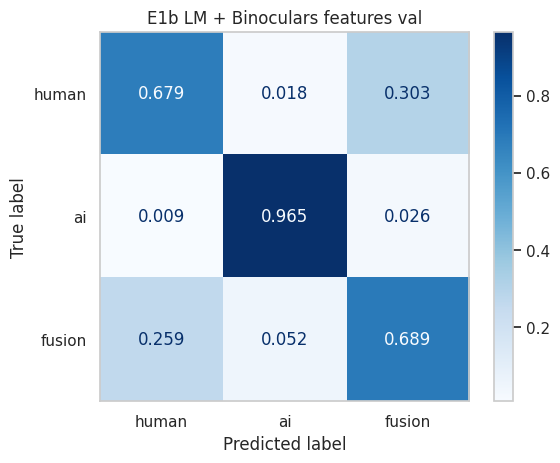 E1b LM + Binoculars features val
human 0.679 0.018 0.303
ai 0.009 0.965 0.026
fusion 0.259 0.052 0.689
human ai fusion
Predicted label
True label
0.8
0.6
0.4
0.2